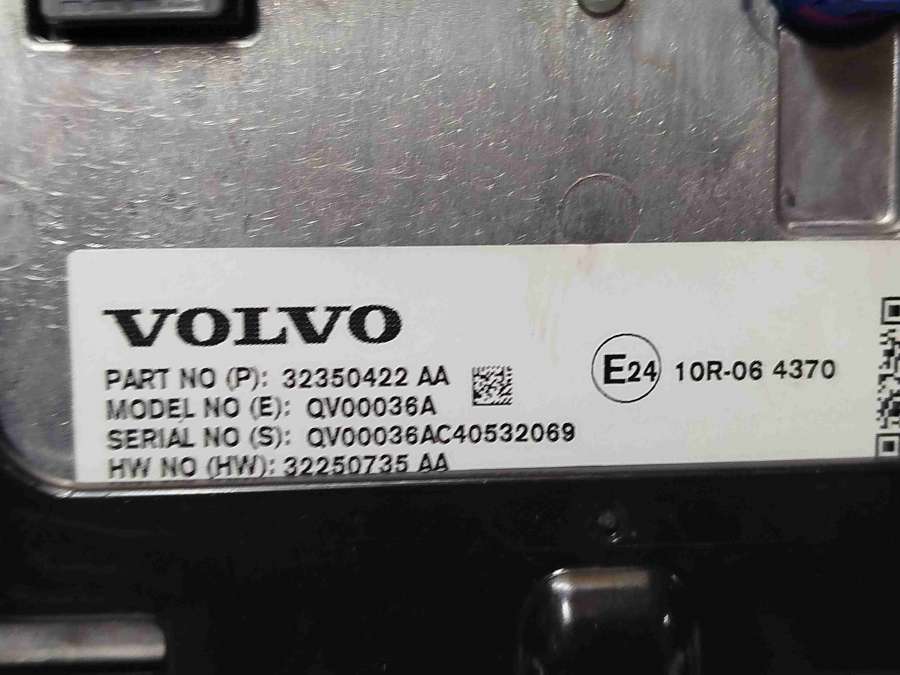 VOLVO
PART NO (P): 32350422 AA
MODEL NO (E): QV00036A
SERIAL NO (S): QV00036AC40532069
HW NO (HW): 32250735 AA
E24 10R-06 4370